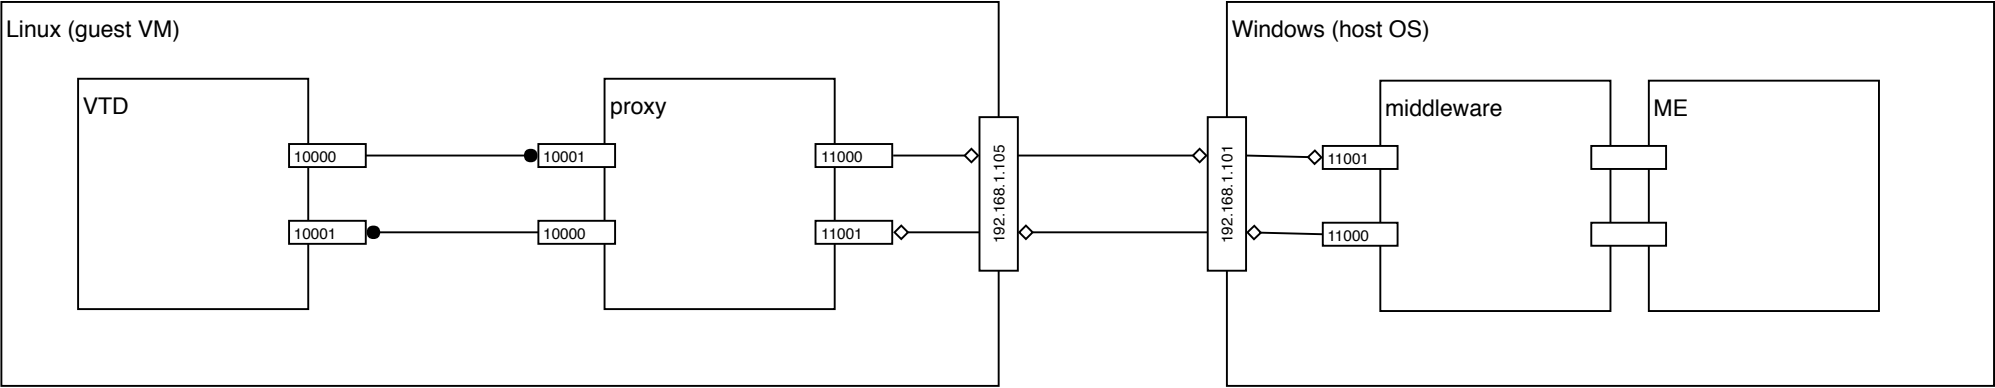 Linux (guest VM)
Windows (host OS)
VTD
proxy
middleware
ME
10000
10001
11000
11001
10001
10000
11001
11000
192.168.1.105
192.168.1.101